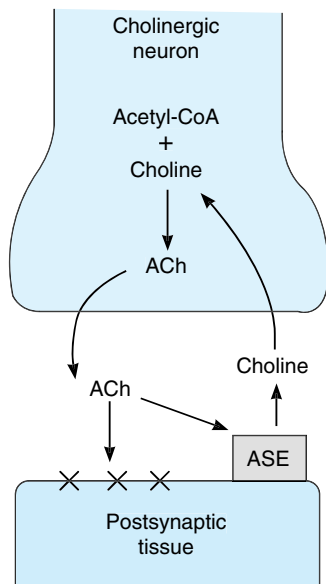 Cholinergic
neuron
Acetyl-CoA
+
Choline
ACh
Choline
ACh
ASE
Postsynaptic
tissue